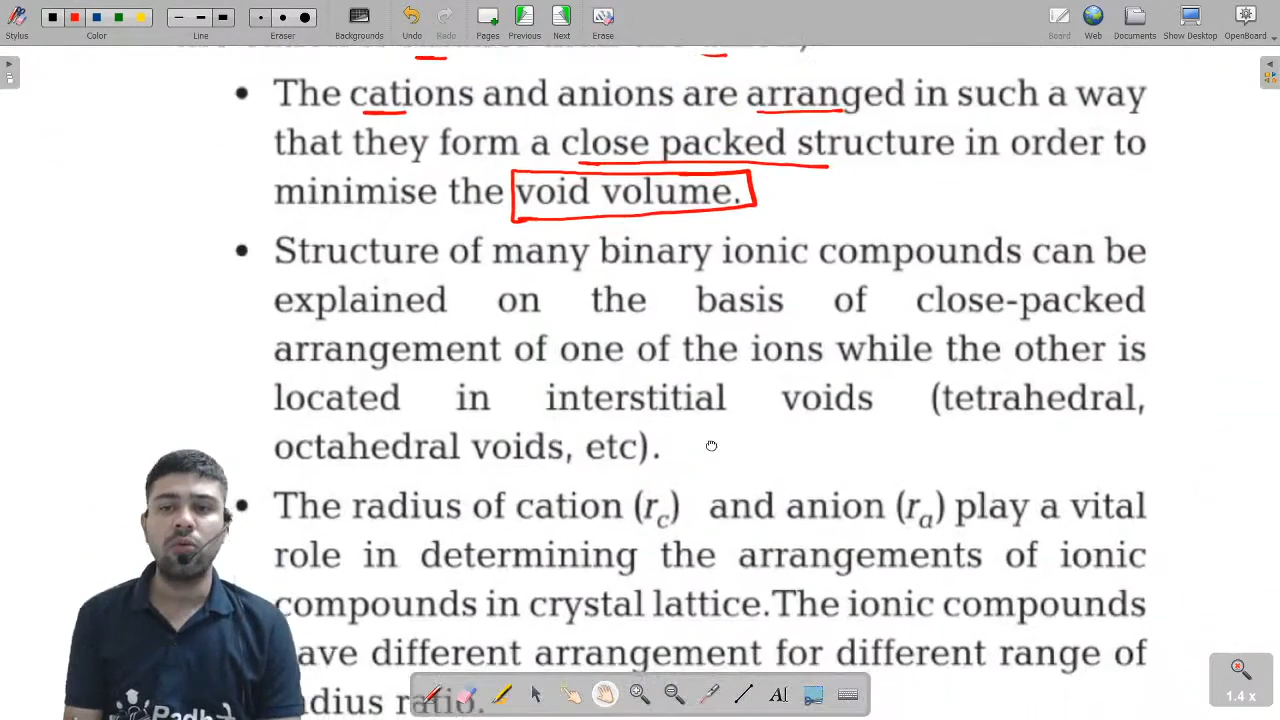 Stylus
Color
Line
Eraser
Backgrounds
Undo
Redo
Pages
Previous
Next
Erase
Board
Web
Documents
Show Desktop
OpenBoard
• The cations and anions are arranged in such a way
that they form a close packed structure in order to
minimise the void volume.
• Structure of many binary ionic compounds can be
explained on the basis of close-packed
arrangement of one of the ions while the other is
located in interstitial voids (tetrahedral,
octahedral voids, etc).
• The radius of cation (r_c) and anion (r_a) play a vital
role in determining the arrangements of ionic
compounds in crystal lattice.The ionic compounds
ave different arrangement for different range of
adius ratio.
Padh
AI
1.4 x